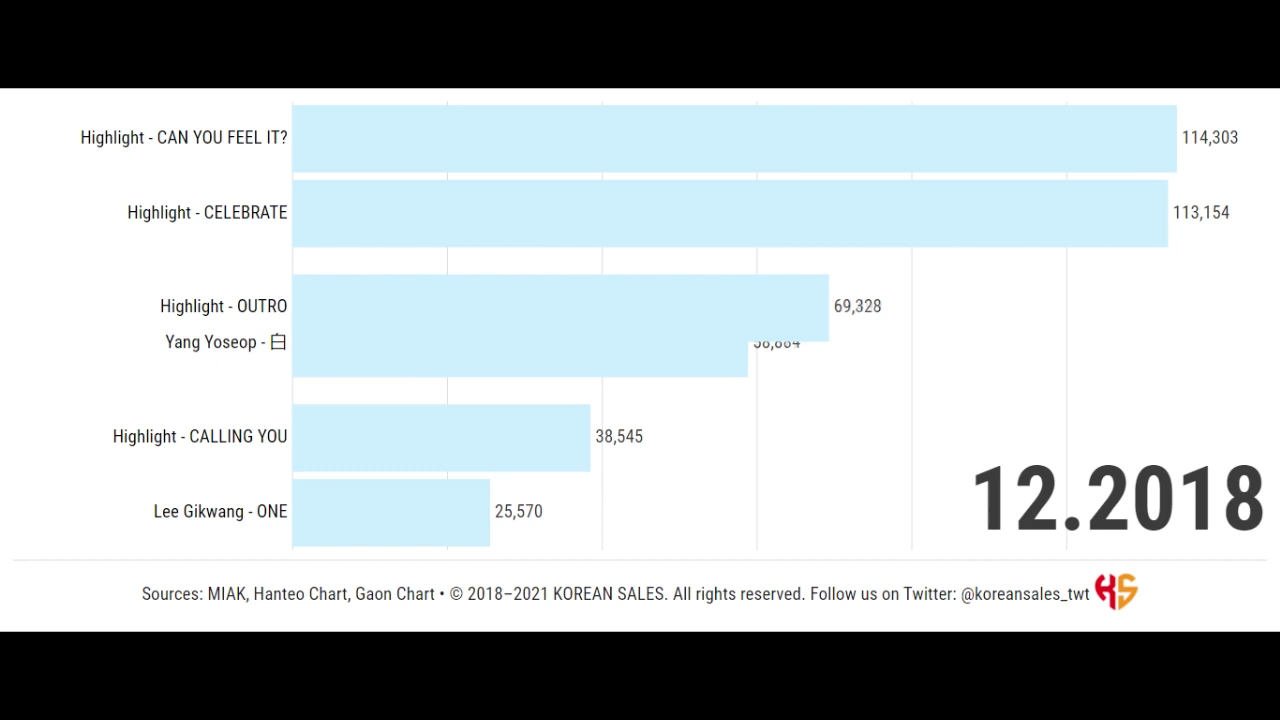 Highlight - CAN YOU FEEL IT? 114,303
Highlight - CELEBRATE 113,154
Highlight - OUTRO 69,328
Yang Yoseop - 白
Highlight - CALLING YOU 38,545
Lee Gikwang - ONE 25,570
12.2018
Sources: MIAK, Hanteo Chart, Gaon Chart • © 2018–2021 KOREAN SALES. All rights reserved. Follow us on Twitter: @koreansales_twt KS